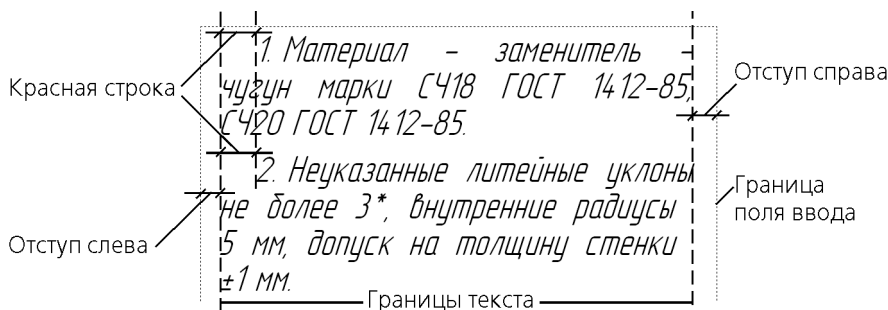 1. Материал – заменитель –
чугун марки СЧ18 ГОСТ 1412–85,
СЧ20 ГОСТ 1412–85.
2. Неуказанные литейные уклоны
не более 3*, внутренние радиусы
5 мм, допуск на толщину стенки
±1 мм.
Красная строка
Отступ слева
Отступ справа
Граница
поля ввода
Границы текста